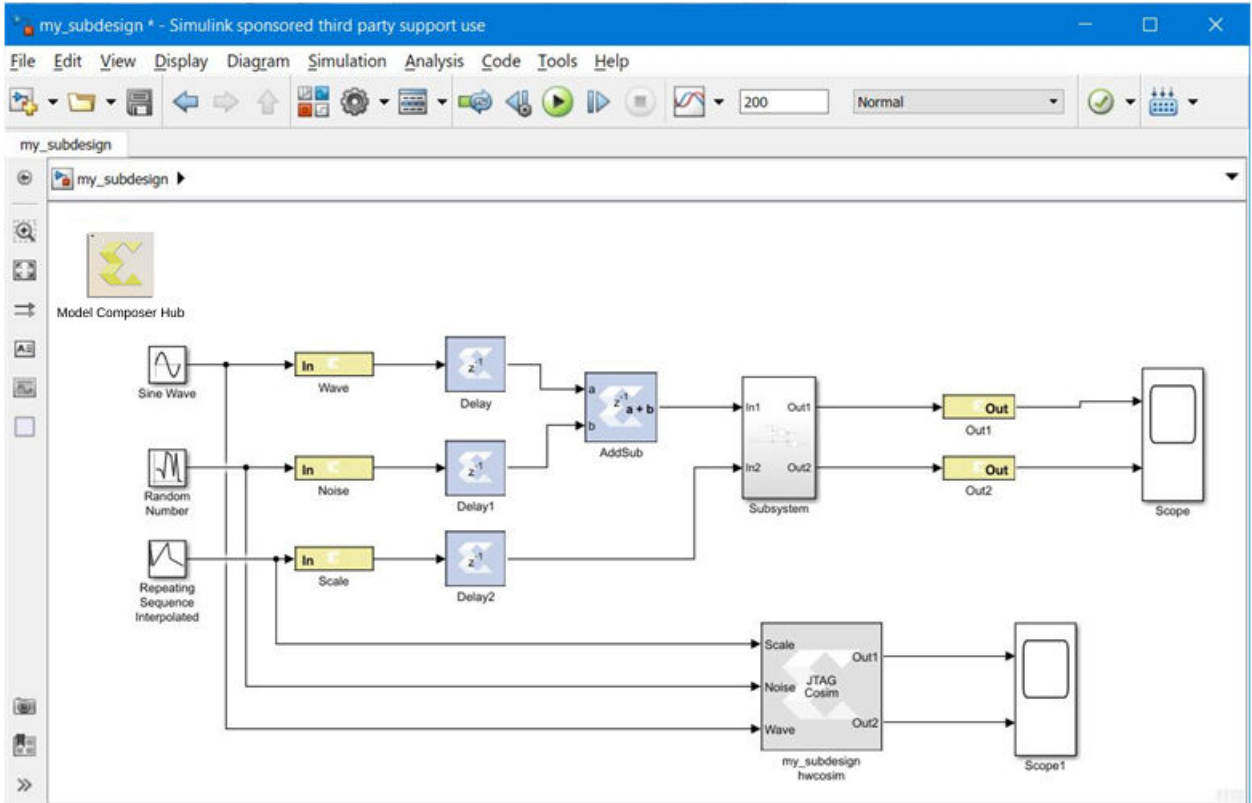 my_subdesign * - Simulink sponsored third party support use
File Edit View Display Diagram Simulation Analysis Code Tools Help
200 Normal
my_subdesign
my_subdesign
Model Composer Hub
Sine Wave
In
Wave
z-1
Delay
a
b
z-1
a + b
AddSub
In1 Out1
In2 Out2
Subsystem
Out
Out1
Out
Out2
Scope
Random
Number
In
Noise
z-1
Delay1
Repeating
Sequence
Interpolated
In
Scale
z-1
Delay2
Scale
Noise
Wave
JTAG
Cosim
Out1
Out2
my_subdesign
hwcosim
Scope1